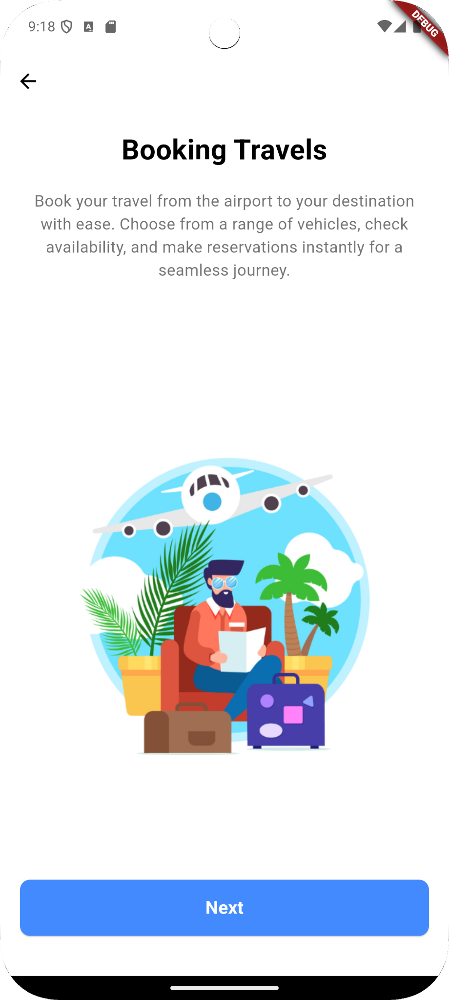 9:18
DEBUG
Booking Travels
Book your travel from the airport to your destination
with ease. Choose from a range of vehicles, check
availability, and make reservations instantly for a
seamless journey.
Next